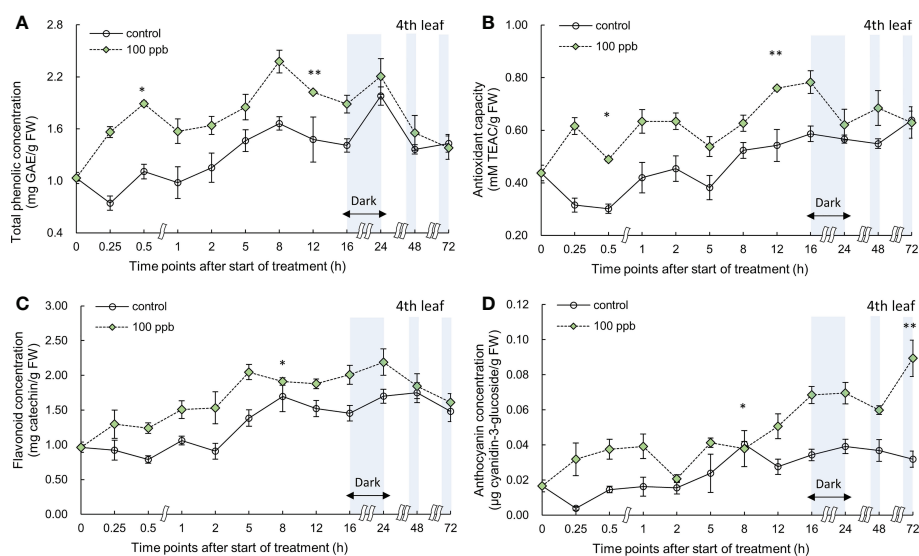 A
4th leaf
control
100 ppb
2.8
2.2
1.6
1.0
0.4
Total phenolic concentration
(mg GAE/g FW)
*
**
Dark
0 0.25 0.5 1 2 5 8 12 16 24 48 72
Time points after start of treatment (h)
B
4th leaf
control
100 ppb
1.00
0.80
0.60
0.40
0.20
Antioxidant capacity
(mM TEAC/g FW)
*
**
Dark
0 0.25 0.5 1 2 5 8 12 16 24 48 72
Time points after start of treatment (h)
C
4th leaf
control
100 ppb
3.00
2.50
2.00
1.50
1.00
0.50
0.00
Flavonoid concentration
(mg catechin/g FW)
*
Dark
0 0.25 0.5 1 2 5 8 12 16 24 48 72
Time points after start of treatment (h)
D
4th leaf
control
100 ppb
0.12
0.10
0.08
0.06
0.04
0.02
0.00
Anthocyanin concentration
(µg cyanidin-3-glucoside/g FW)
*
**
Dark
0 0.25 0.5 1 2 5 8 12 16 24 48 72
Time points after start of treatment (h)